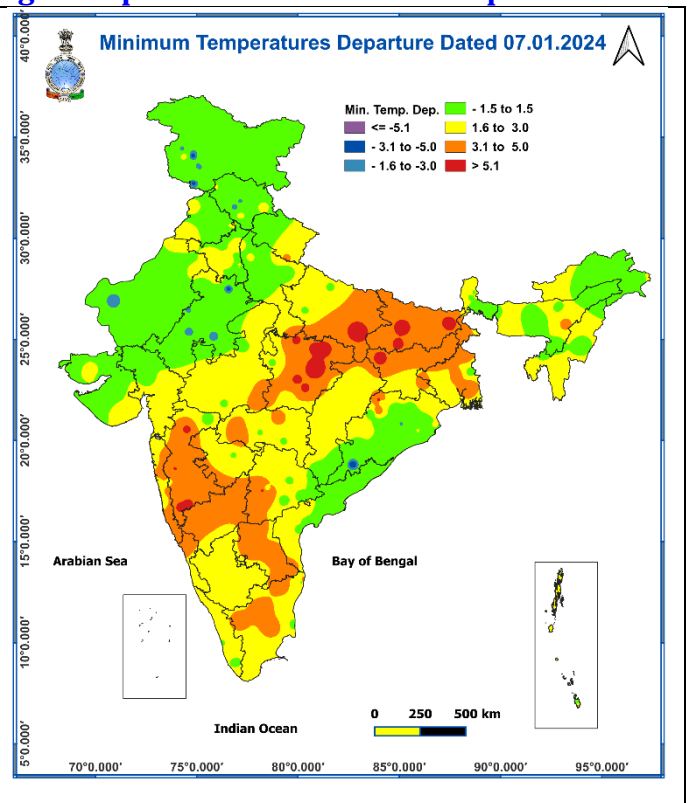 Minimum Temperatures Departure Dated 07.01.2024
Min. Temp. Dep.
<= -5.1
- 3.1 to -5.0
- 1.6 to -3.0
- 1.5 to 1.5
1.6 to 3.0
3.1 to 5.0
> 5.1
40°0.000'
35°0.000'
30°0.000'
25°0.000'
20°0.000'
15°0.000'
10°0.000'
5°0.000'
Arabian Sea
Bay of Bengal
Indian Ocean
0 250 500 km
70°0.000' 75°0.000' 80°0.000' 85°0.000' 90°0.000' 95°0.000'